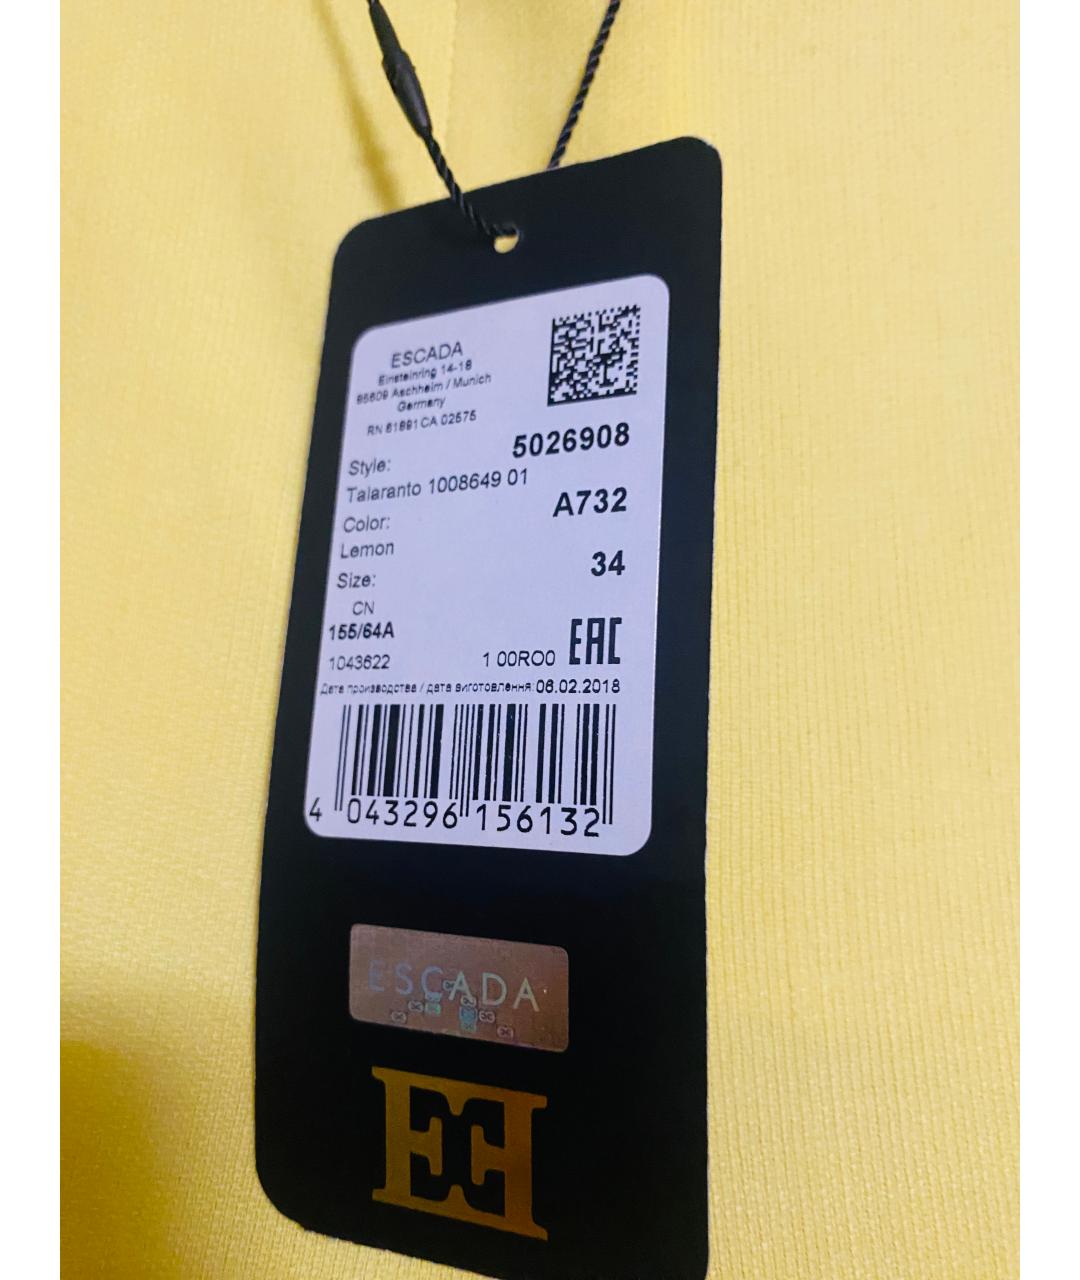 ESCADA
Einsteinring 14-18
85609 Aschheim / Munich
Germany
RN 61891 CA 02575
Style:
5026908
Talaranto 1008649 01
Color:
A732
Lemon
Size:
34
CN
155/64A
1043622
1 00RO0 EAC
Дата производства / дата виготовлення: 06.02.2018
4 043296 156132
ESCADA